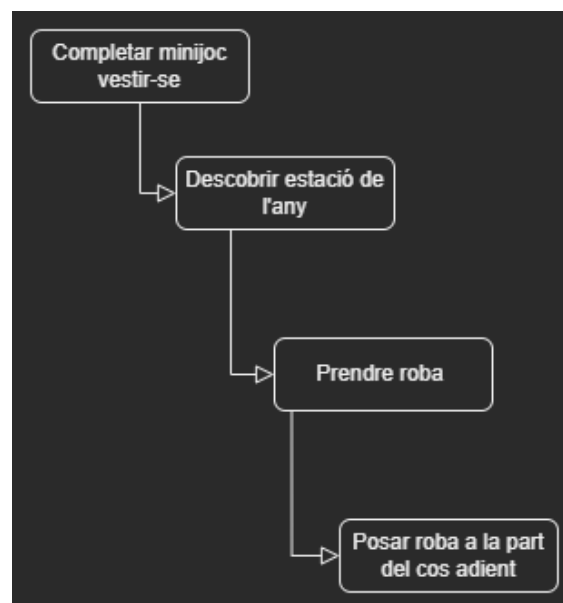 Completar minijoc
vestir-se
Descobrir estació de
l'any
Prendre roba
Posar roba a la part
del cos adient